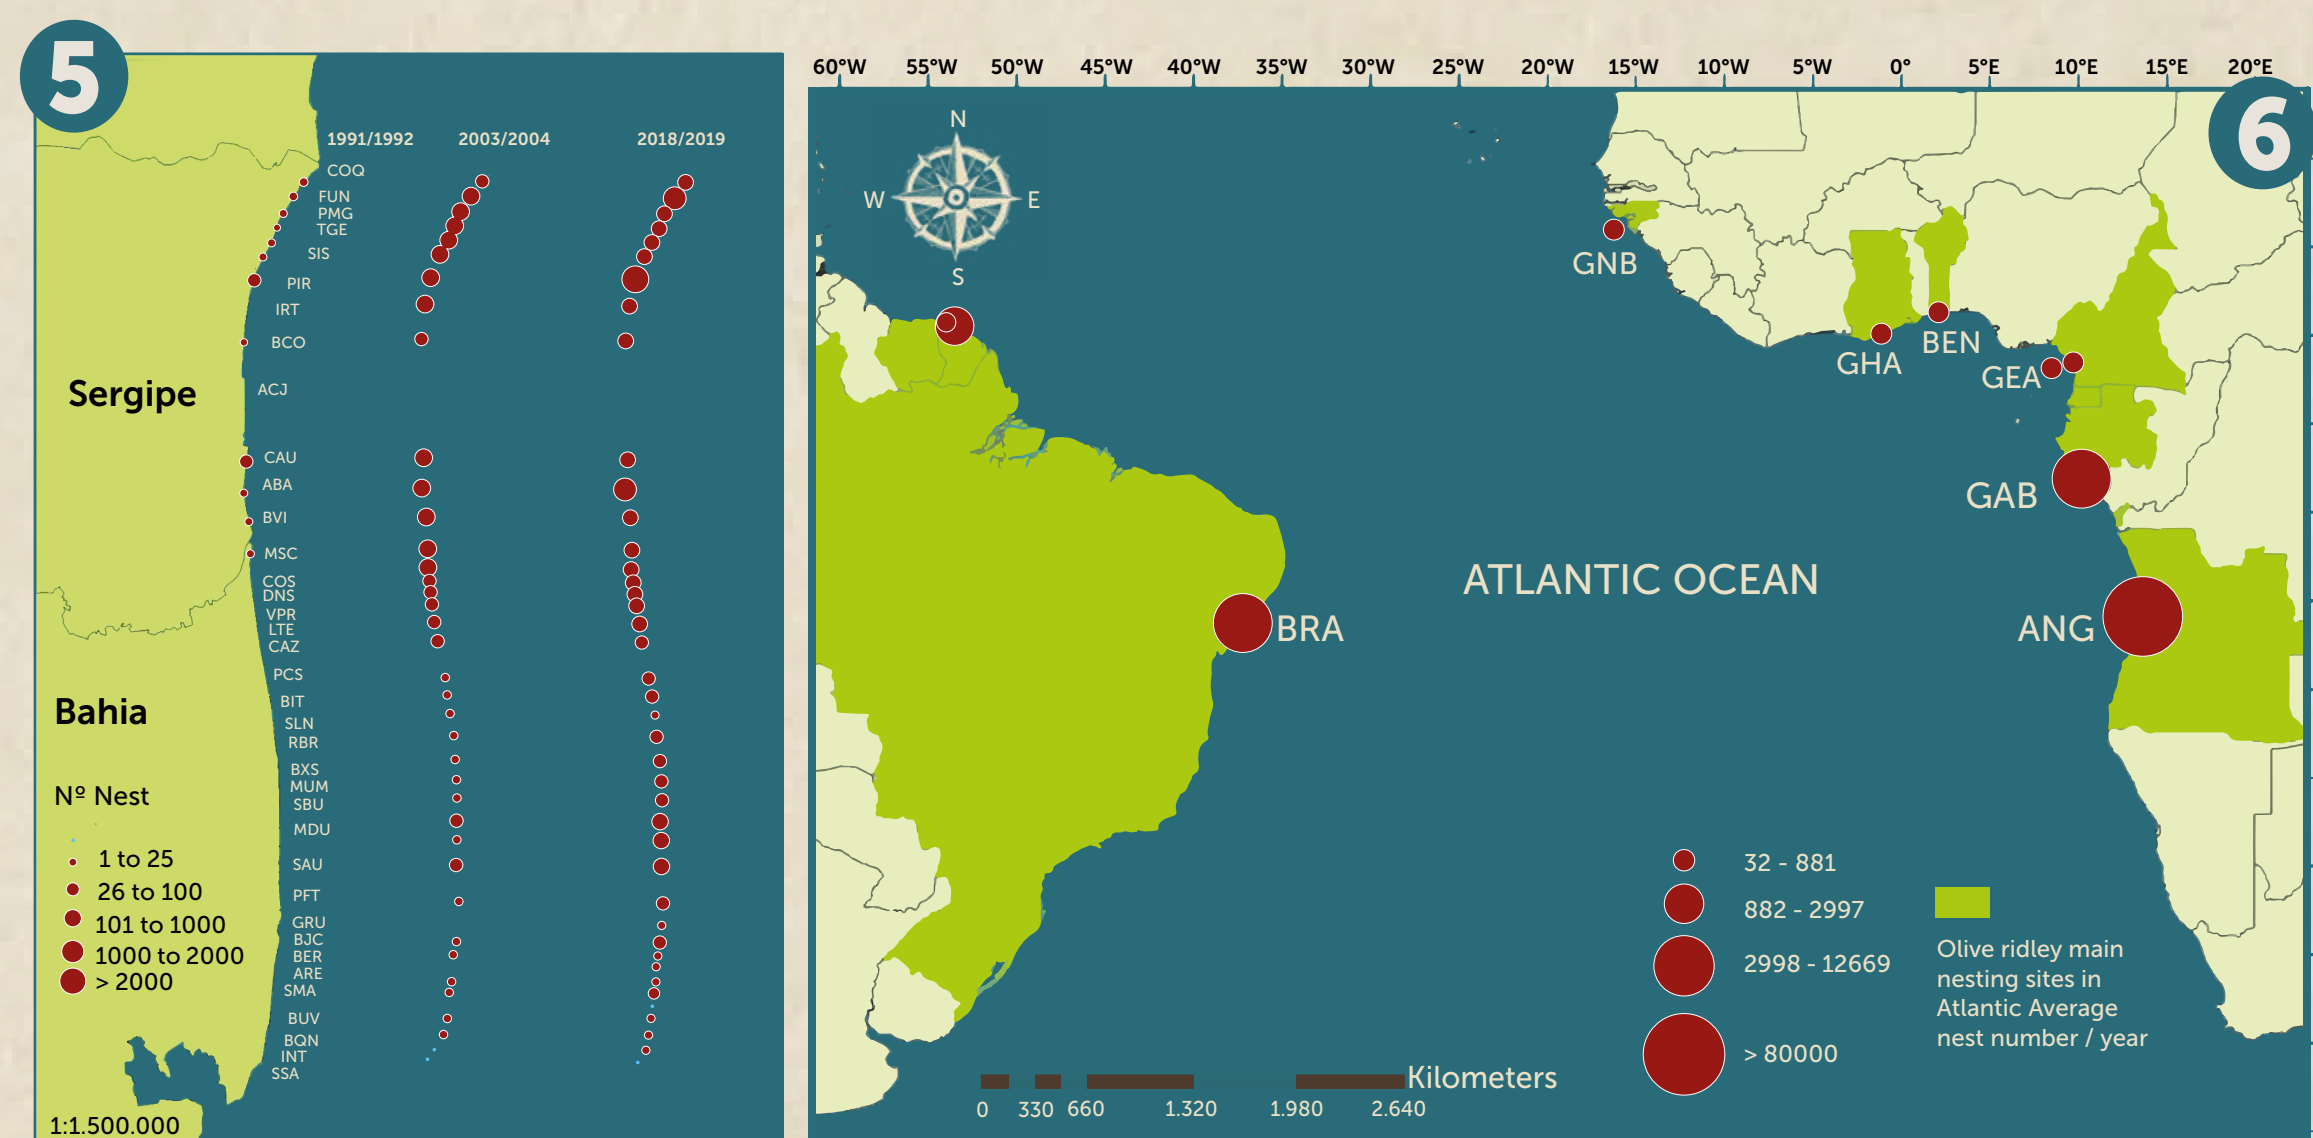 5
1991/1992
2003/2004
2018/2019
COQ
FUN
PMG
TGE
SIS
PIR
IRT
BCO
ACJ
CAU
ABA
BVI
MSC
COS
DNS
VPR
LTE
CAZ
PCS
BIT
SLN
RBR
BXS
MUM
SBU
MDU
SAU
PFT
GRU
BJC
BER
ARE
SMA
BUV
BQN
INT
SSA
Sergipe
Bahia
Nº Nest
1 to 25
26 to 100
101 to 1000
1000 to 2000
> 2000
1:1.500.000
6
60°W 55°W 50°W 45°W 40°W 35°W 30°W 25°W 20°W 15°W 10°W 5°W 0° 5°E 10°E 15°E 20°E
N
W
E
S
GNB
GHA
BEN
GEA
GAB
ATLANTIC OCEAN
BRA
ANG
32 - 881
882 - 2997
2998 - 12669
> 80000
Olive ridley main
nesting sites in
Atlantic Average
nest number / year
Kilometers
0 330 660 1.320 1.980 2.640